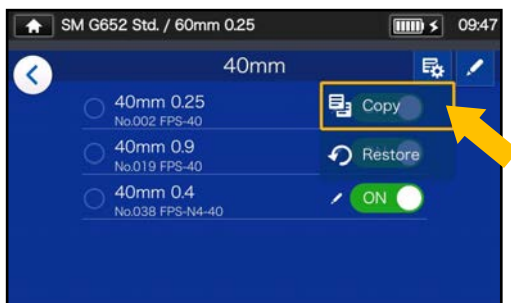 SM G652 Std. / 60mm 0.25 09:47
40mm
40mm 0.25
No.002 FPS-40
Copy
40mm 0.9
No.019 FPS-40
Restore
40mm 0.4
No.038 FPS-N4-40
ON